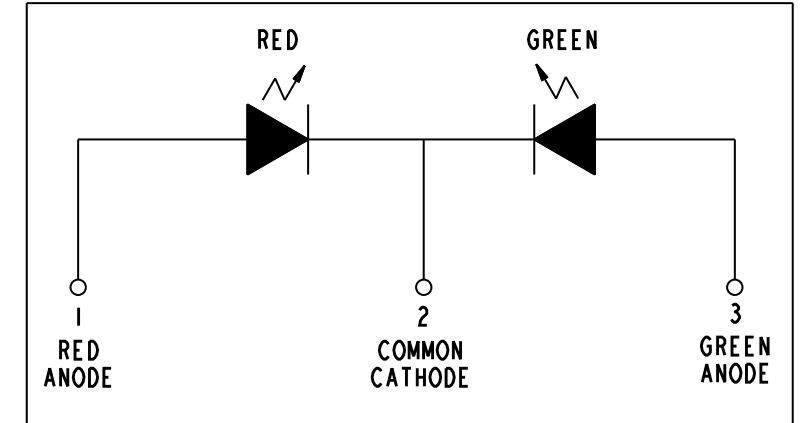 RED
GREEN
1
RED
ANODE
2
COMMON
CATHODE
3
GREEN
ANODE